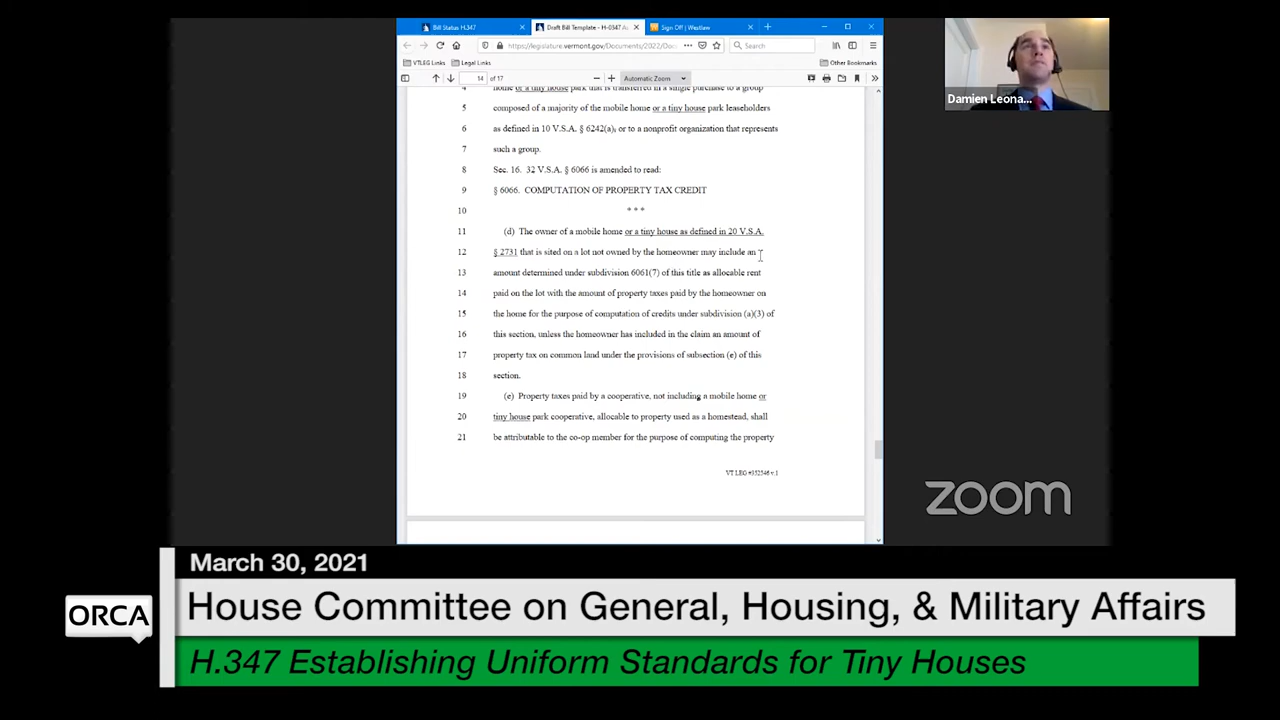 Bill Status H.347
Draft Bill Template - H-0347 A
Sign Off | Westlaw
https://legislature.vermont.gov/Documents/2022/Doc
Search
VTLEG Links
Legal Links
Other Bookmarks
14 of 17
Automatic Zoom
4 home or a tiny house park that is transferred in a single purchase to a group
5 composed of a majority of the mobile home or a tiny house park leaseholders
6 as defined in 10 V.S.A. § 6242(a); or to a nonprofit organization that represents
7 such a group.
8 Sec. 16. 32 V.S.A. § 6066 is amended to read:
9 § 6066. COMPUTATION OF PROPERTY TAX CREDIT
10 * * *
11 (d) The owner of a mobile home or a tiny house as defined in 20 V.S.A.
12 § 2731 that is sited on a lot not owned by the homeowner may include an
13 amount determined under subdivision 6061(7) of this title as allocable rent
14 paid on the lot with the amount of property taxes paid by the homeowner on
15 the home for the purpose of computation of credits under subdivision (a)(3) of
16 this section, unless the homeowner has included in the claim an amount of
17 property tax on common land under the provisions of subsection (e) of this
18 section.
19 (e) Property taxes paid by a cooperative, not including a mobile home or
20 tiny house park cooperative, allocable to property used as a homestead, shall
21 be attributable to the co-op member for the purpose of computing the property
VT LEG #352546 v.1
Damien Leona...
zoom
March 30, 2021
ORCA
House Committee on General, Housing, & Military Affairs
H.347 Establishing Uniform Standards for Tiny Houses